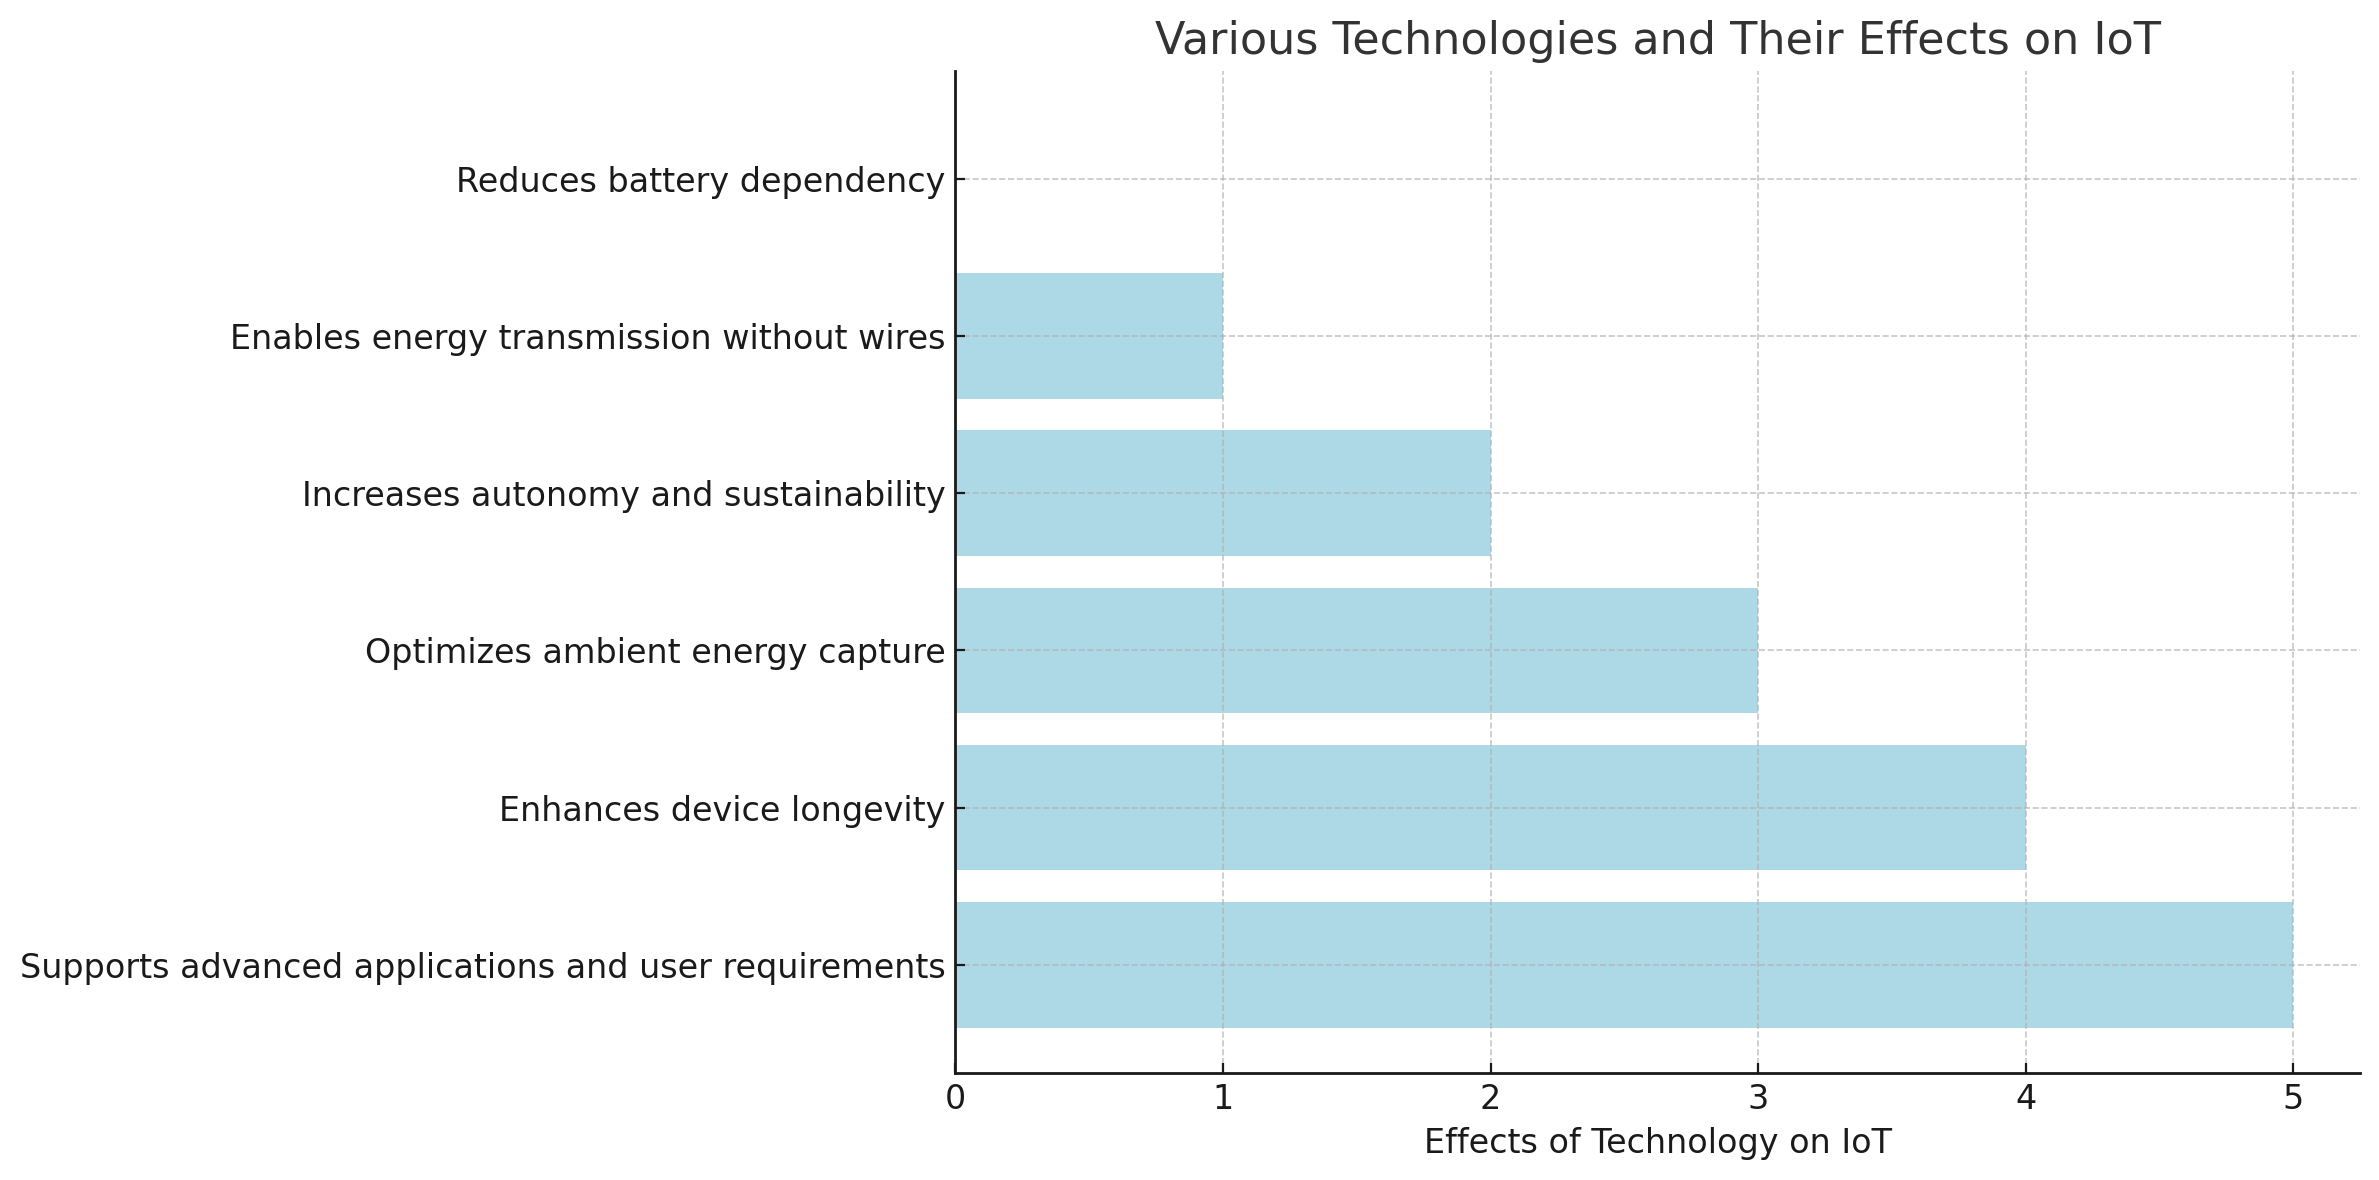 Various Technologies and Their Effects on IoT
Reduces battery dependency
Enables energy transmission without wires
Increases autonomy and sustainability
Optimizes ambient energy capture
Enhances device longevity
Supports advanced applications and user requirements
0 1 2 3 4 5
Effects of Technology on IoT